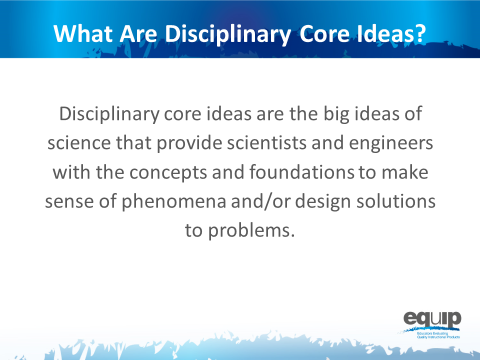 What Are Disciplinary Core Ideas?
Disciplinary core ideas are the big ideas of
science that provide scientists and engineers
with the concepts and foundations to make
sense of phenomena and/or design solutions
to problems.
equip
Educators Evaluating
Quality Instructional Products